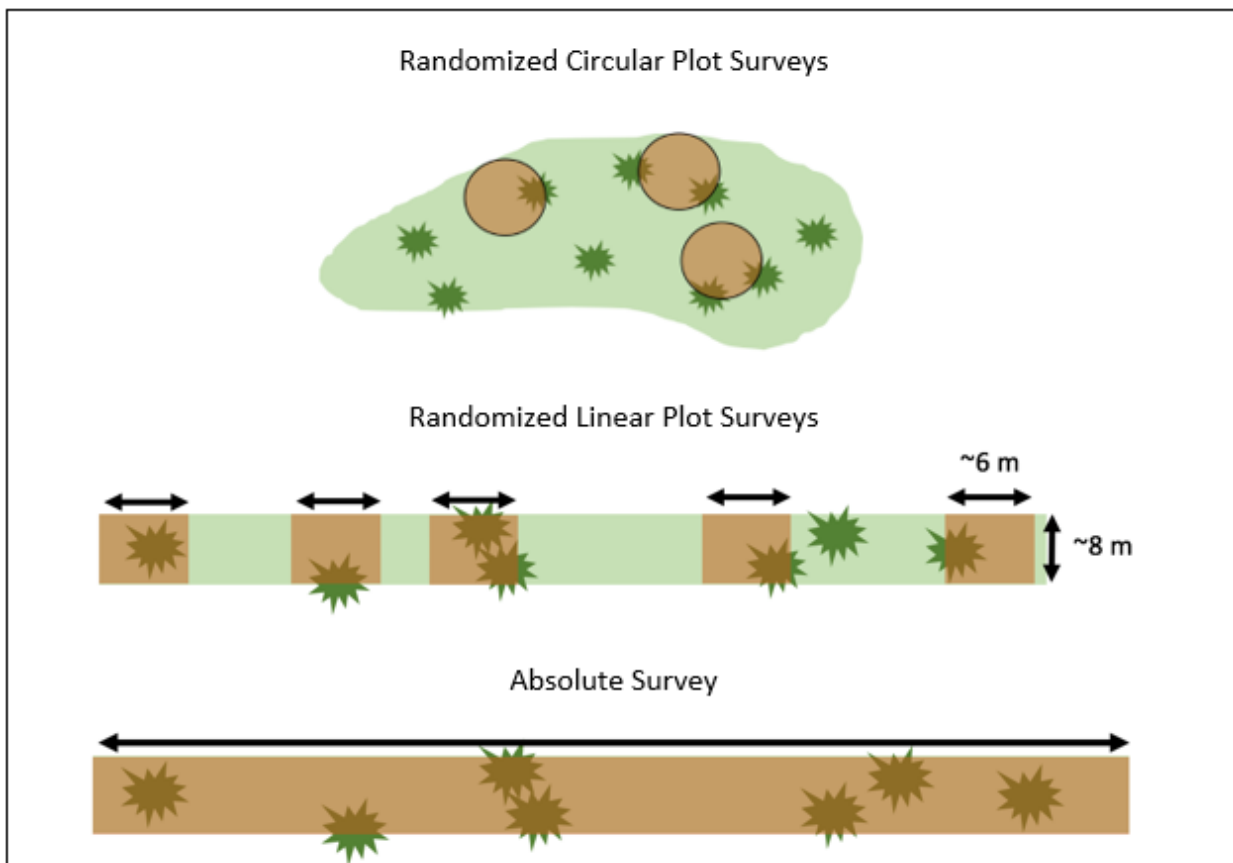 Randomized Circular Plot Surveys
Randomized Linear Plot Surveys
~6 m
~8 m
Absolute Survey